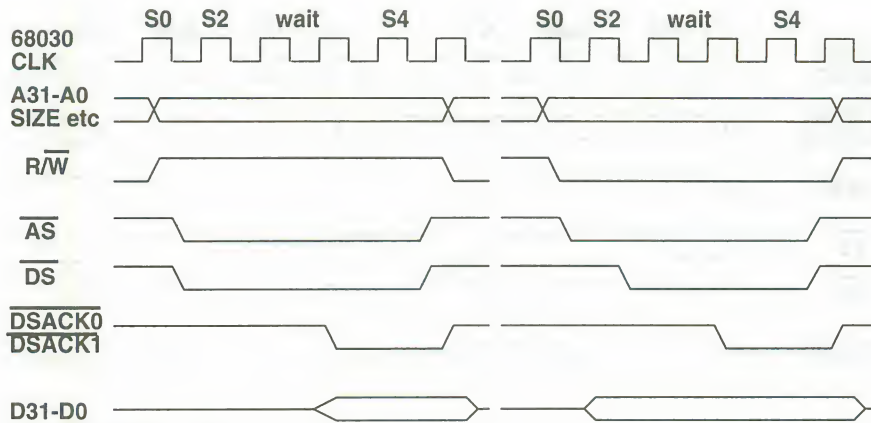 S0 S2 wait S4 S0 S2 wait S4
68030
CLK
A31-A0
SIZE etc
R/W
AS
DS
DSACK0
DSACK1
D31-D0